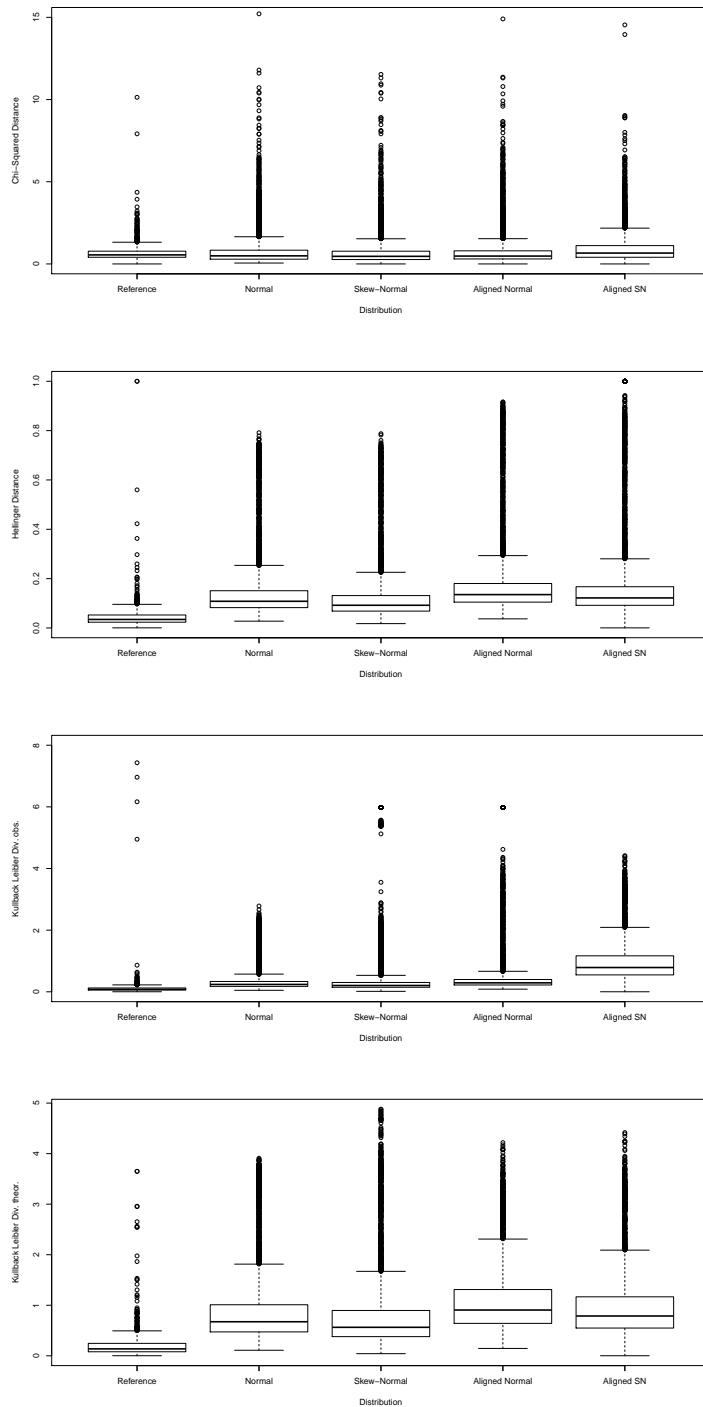 15
10
5
0
Chi−Squared Distance
Reference Normal Skew−Normal Aligned Normal Aligned SN
Distribution
1.0
0.8
0.6
0.4
0.2
0.0
Hellinger Distance
Reference Normal Skew−Normal Aligned Normal Aligned SN
Distribution
8
6
4
2
0
Kullback Leibler Div. obs.
Reference Normal Skew−Normal Aligned Normal Aligned SN
Distribution
5
4
3
2
1
0
Kullback Leibler Div. theor.
Reference Normal Skew−Normal Aligned Normal Aligned SN
Distribution